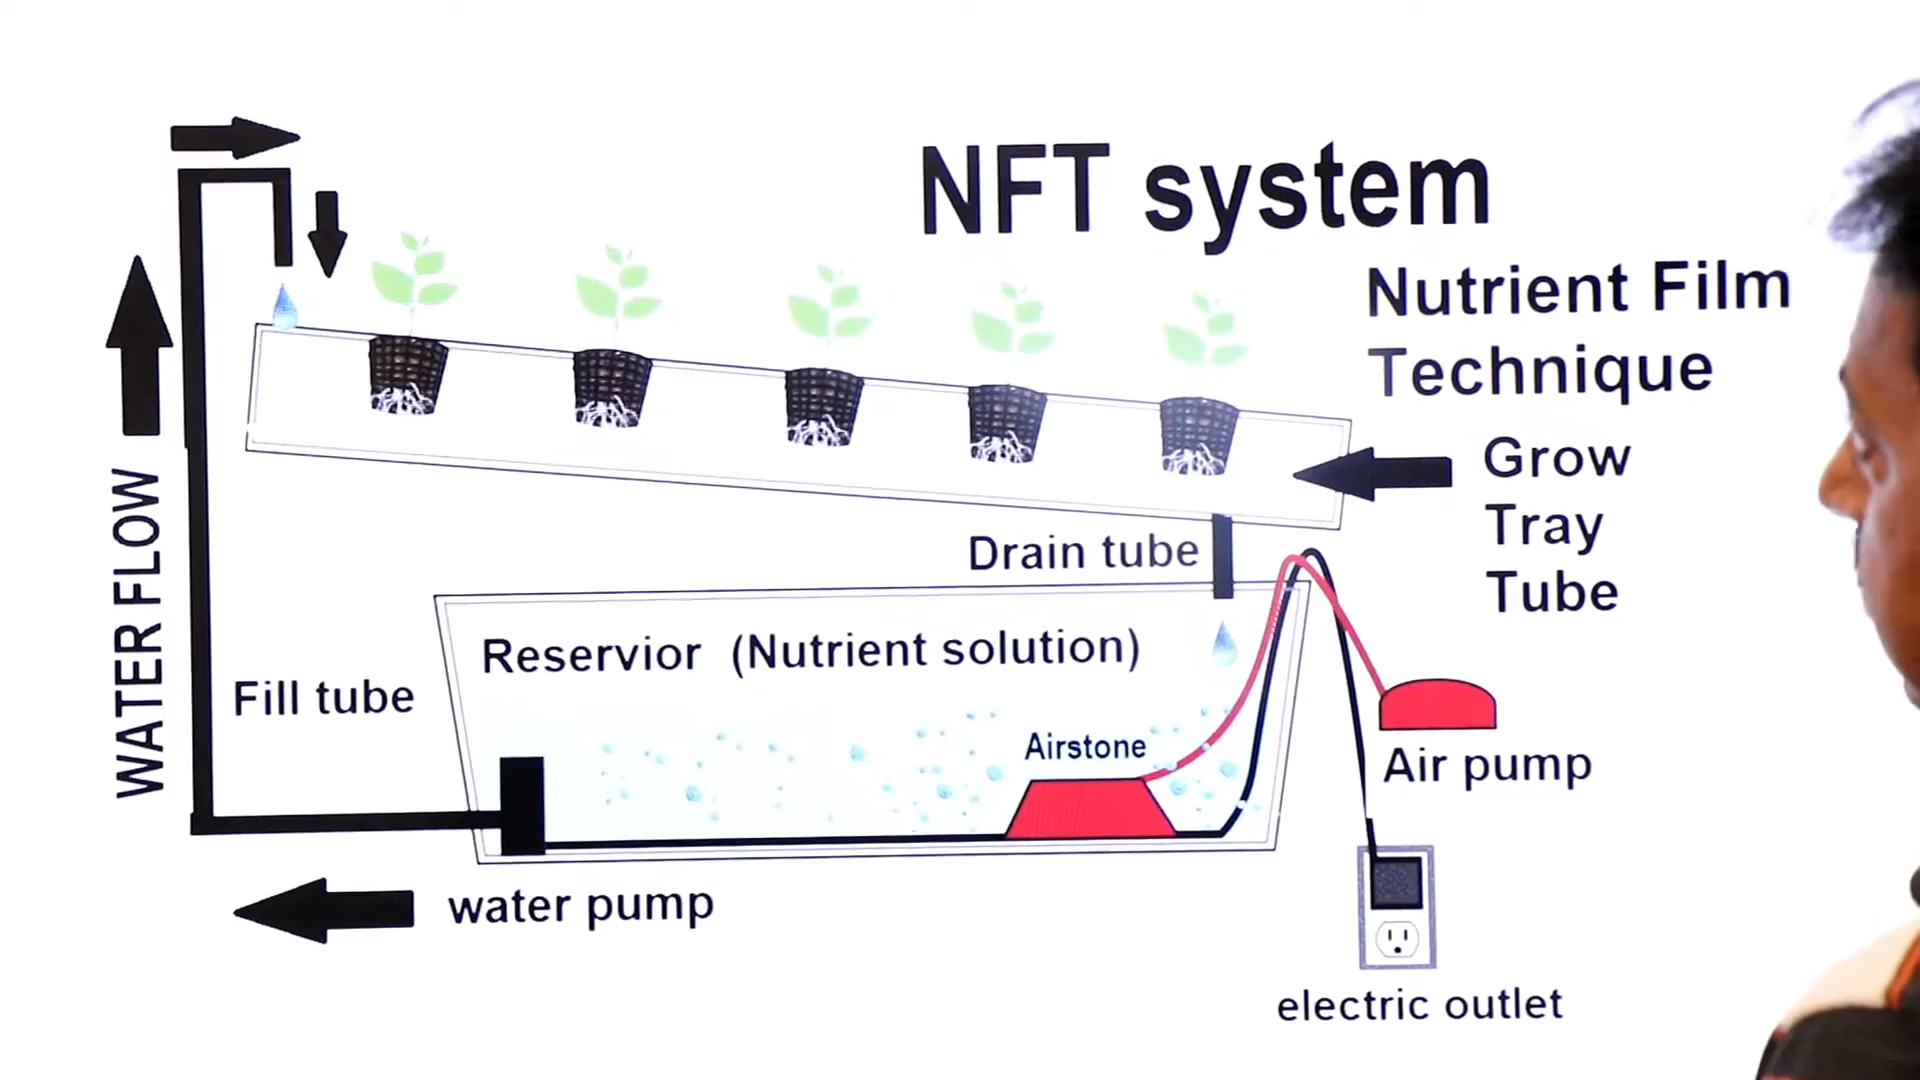 NFT system
Nutrient Film
Technique
Grow
Tray
Tube
Drain tube
Reservior (Nutrient solution)
WATER FLOW
Fill tube
Airstone
Air pump
water pump
electric outlet